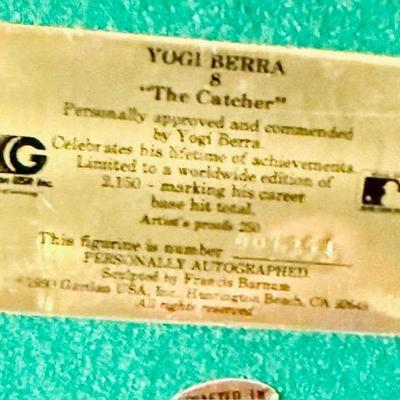 YOGI BERRA
8
"The Catcher"
Personally approved and commended
by Yogi Berra.
Celebrates his lifetime of achievements.
Limited to a worldwide edition of
2,150 - marking his career
base hit total.
Artist's proofs 250
This figurine is number
PERSONALLY AUTOGRAPHED
Sculpted by Francis Barnum
Gartlan USA, Inc. Huntington Beach, CA
All rights reserved
G
USA Inc.